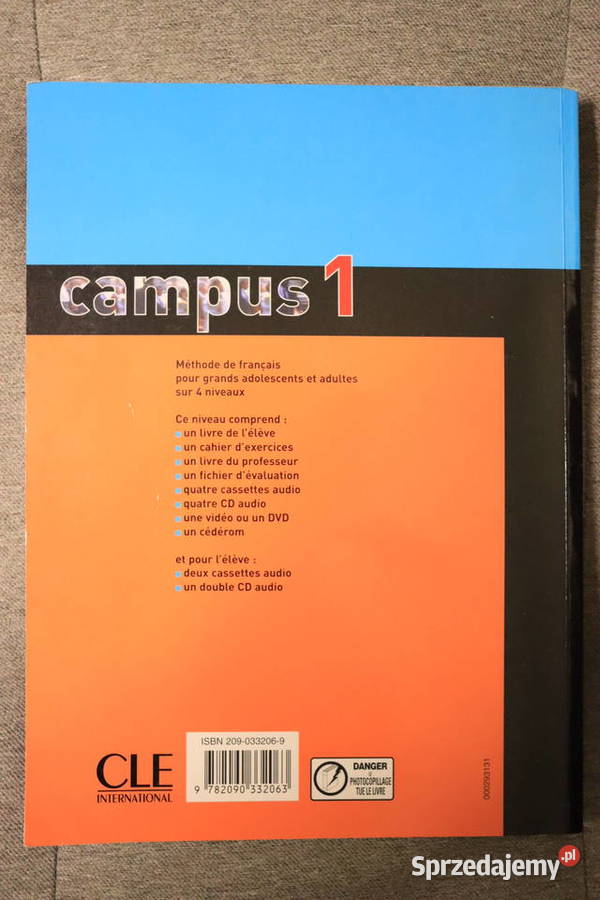 campus 1
Méthode de français
pour grands adolescents et adultes
sur 4 niveaux
Ce niveau comprend :
un livre de l'élève
un cahier d'exercices
un livre du professeur
un fichier d'évaluation
quatre cassettes audio
quatre CD audio
une vidéo ou un DVD
un cédérom
et pour l'élève :
deux cassettes audio
un double CD audio
CLE
INTERNATIONAL
ISBN 209-033206-9
9 782090 332063
DANGER
LE
PHOTOCOPILLAGE
TUE LE LIVRE
000293131
Sprzedajemy.pl